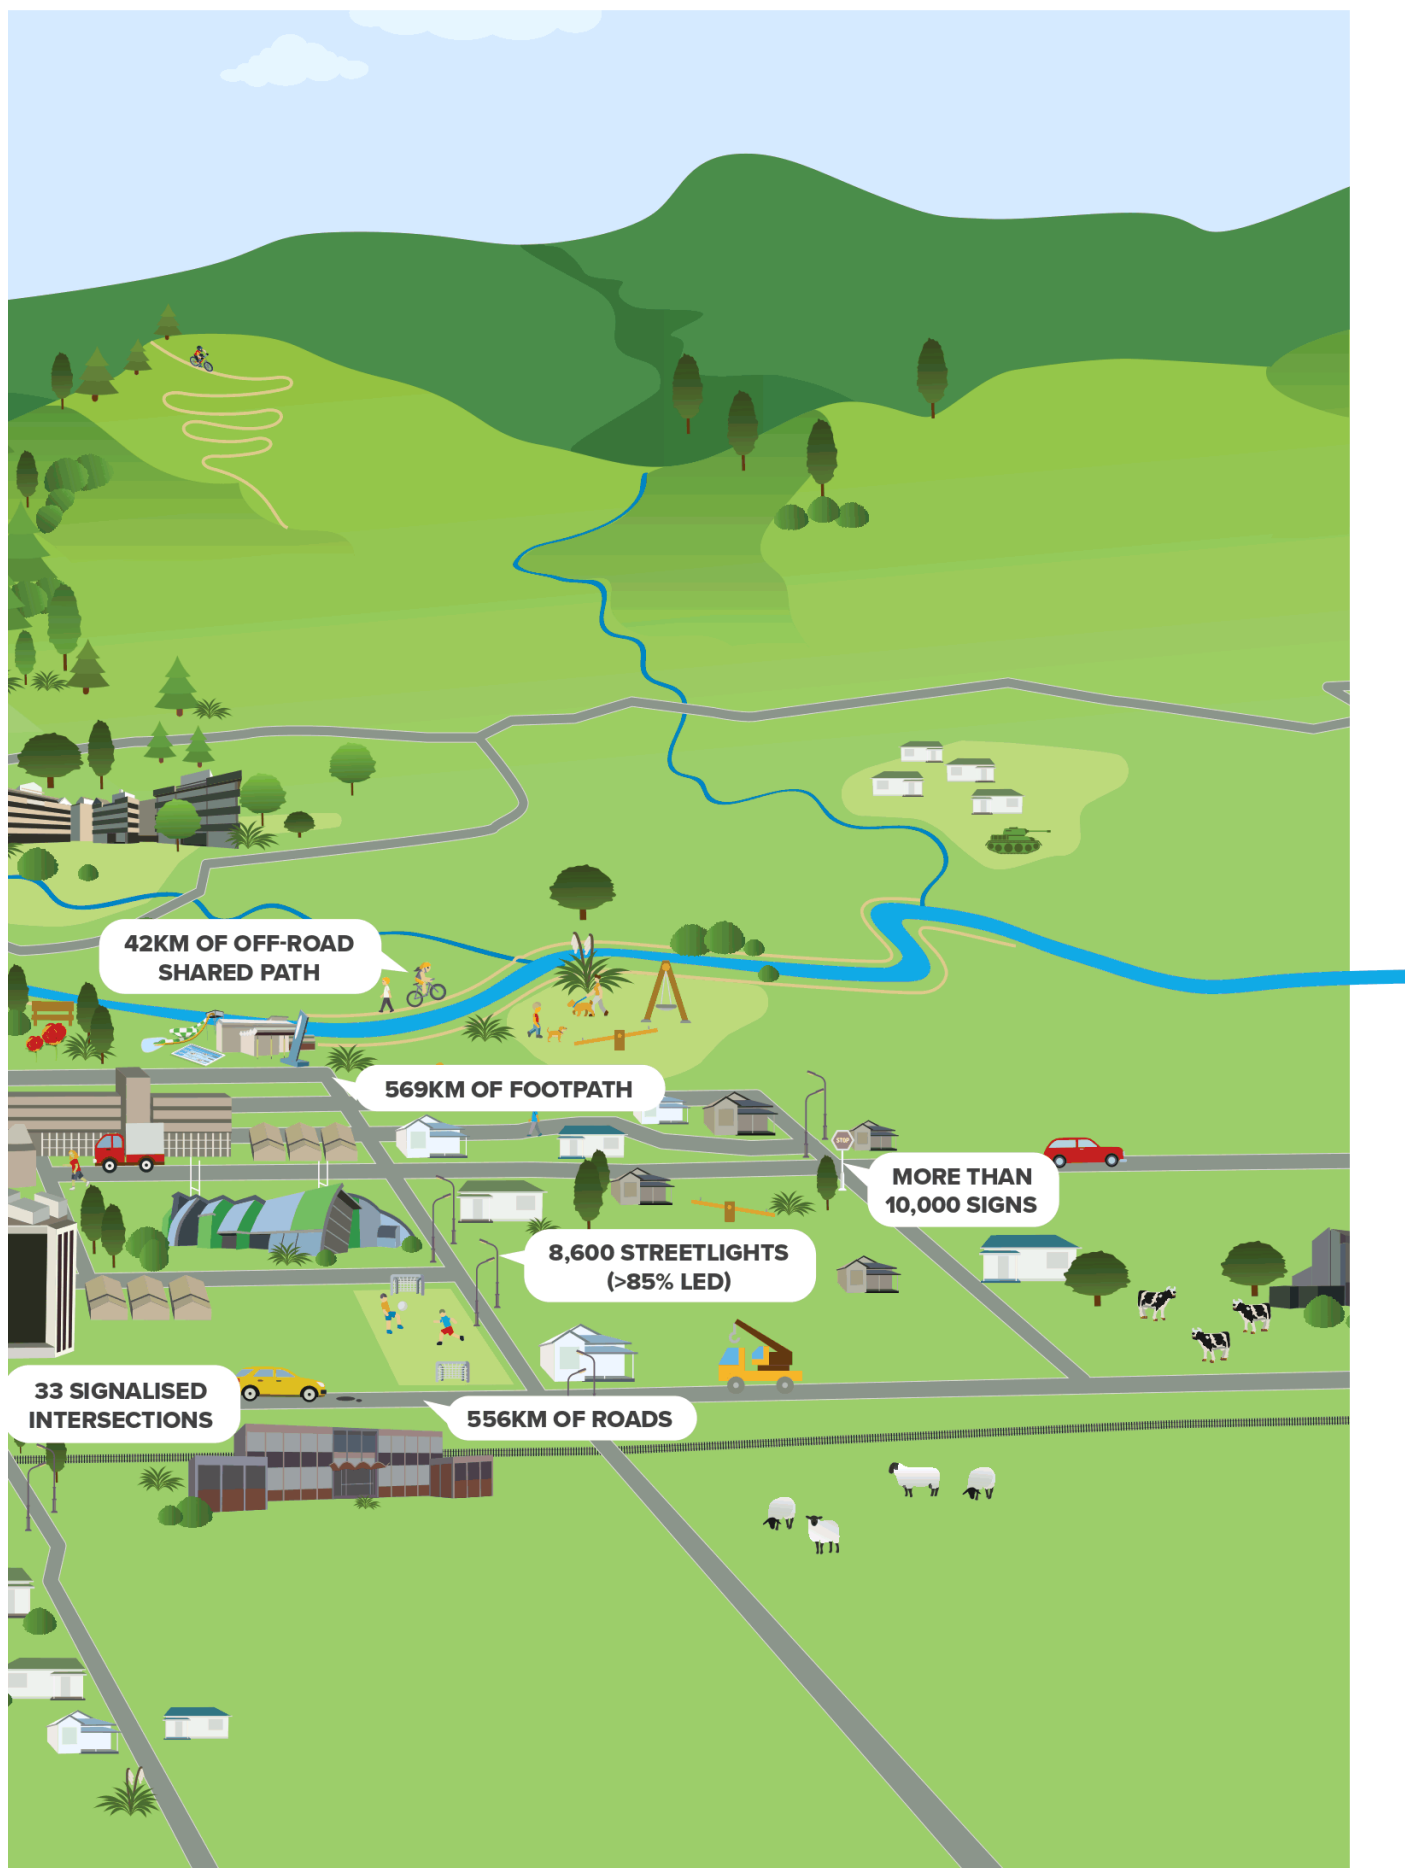 42KM OF OFF-ROAD
SHARED PATH
569KM OF FOOTPATH
STOP
MORE THAN
10,000 SIGNS
8,600 STREETLIGHTS
(>85% LED)
33 SIGNALISED
INTERSECTIONS
556KM OF ROADS